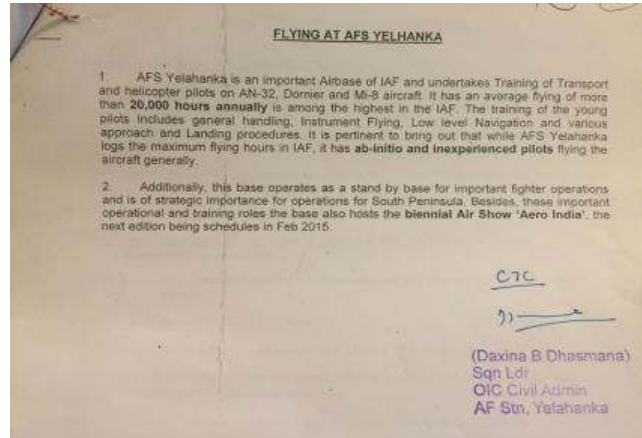 FLYING AT AFS YELHANKA
1. AFS Yelahanka is an important Airbase of IAF and undertakes Training of Transport
and helicopter pilots on AN-32, Dornier and Mi-8 aircraft. It has an average flying of more
than 20,000 hours annually is among the highest in the IAF. The training of the young
pilots includes general handling, Instrument Flying, Low level Navigation and various
approach and Landing procedures. It is pertinent to bring out that while AFS Yelahanka
logs the maximum flying hours in IAF, it has ab-initio and inexperienced pilots flying the
aircraft generally.
2. Additionally, this base operates as a stand by base for important fighter operations
and is of strategic importance for operations for South Peninsula. Besides, these important
operational and training roles the base also hosts the biennial Air Show 'Aero India', the
next edition being schedules in Feb 2015.
CTC
(Daxina B Dhasmana)
Sqn Ldr
OIC Civil Admin
AF Stn, Yelahanka